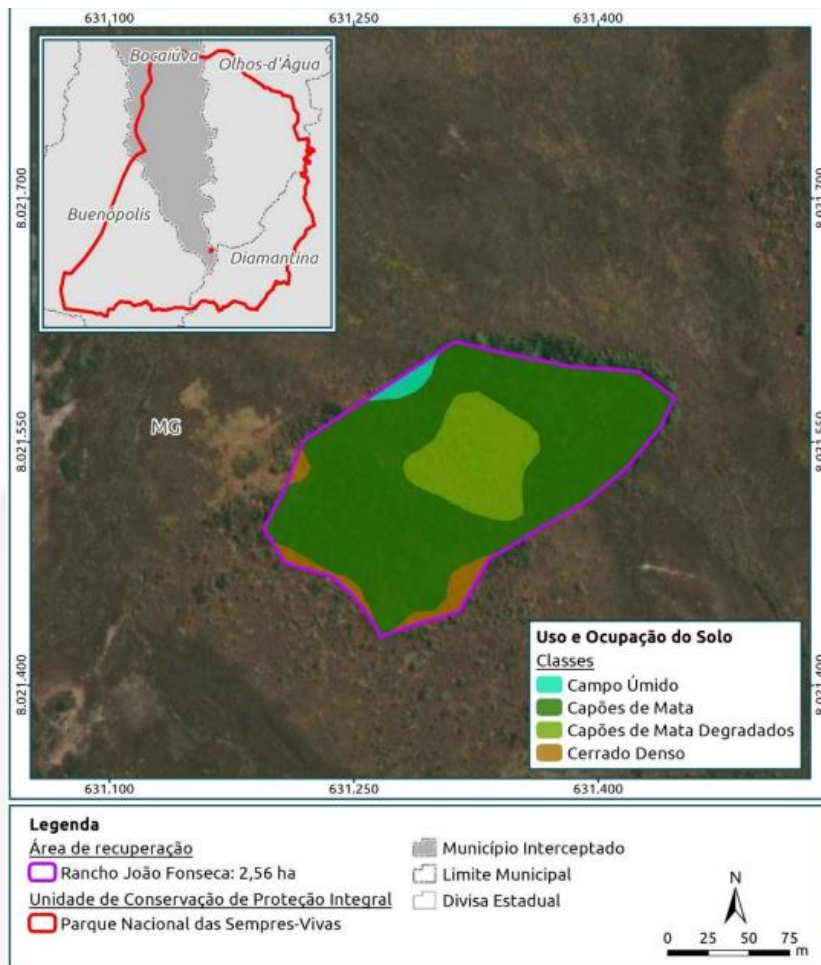 631.100 631.250 631.400
Bocaiúva
Olhos-d'Água
Buenópolis
Diamantina
8.021.700 8.021.700
MG
8.021.550 8.021.550
8.021.400 8.021.400
Uso e Ocupação do Solo
Classes
Campo Úmido
Capões de Mata
Capões de Mata Degradados
Cerrado Denso
631.100 631.250 631.400
Legenda
Área de recuperação
Rancho João Fonseca: 2,56 ha
Unidade de Conservação de Proteção Integral
Parque Nacional das Sempres-Vivas
Município Interceptado
Limite Municipal
Divisa Estadual
N
0 25 50 75
m